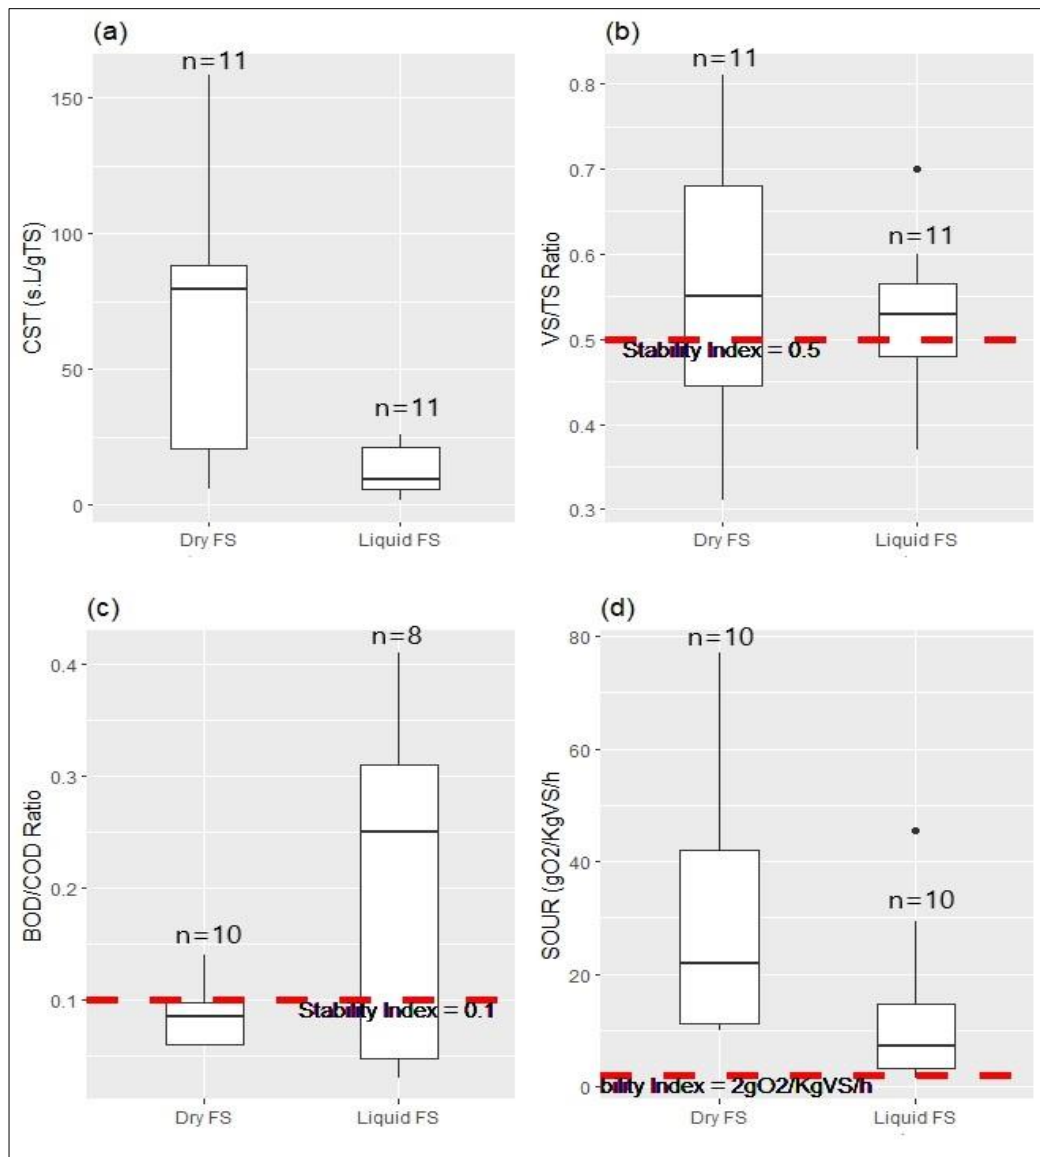 (a)
n=11
150
100
50
0
CST (s.L/gTS)
n=11
Dry FS
Liquid FS
(b)
n=11
0.8
0.7
0.6
0.5
0.4
0.3
VS/TS Ratio
n=11
Stability Index = 0.5
Dry FS
Liquid FS
(c)
n=8
0.4
0.3
0.2
0.1
BOD/COD Ratio
n=10
Stability Index = 0.1
Dry FS
Liquid FS
(d)
n=10
80
60
40
20
0
SOUR (gO2/KgVS/h
n=10
bility Index = 2gO2/KgVS/h
Dry FS
Liquid FS